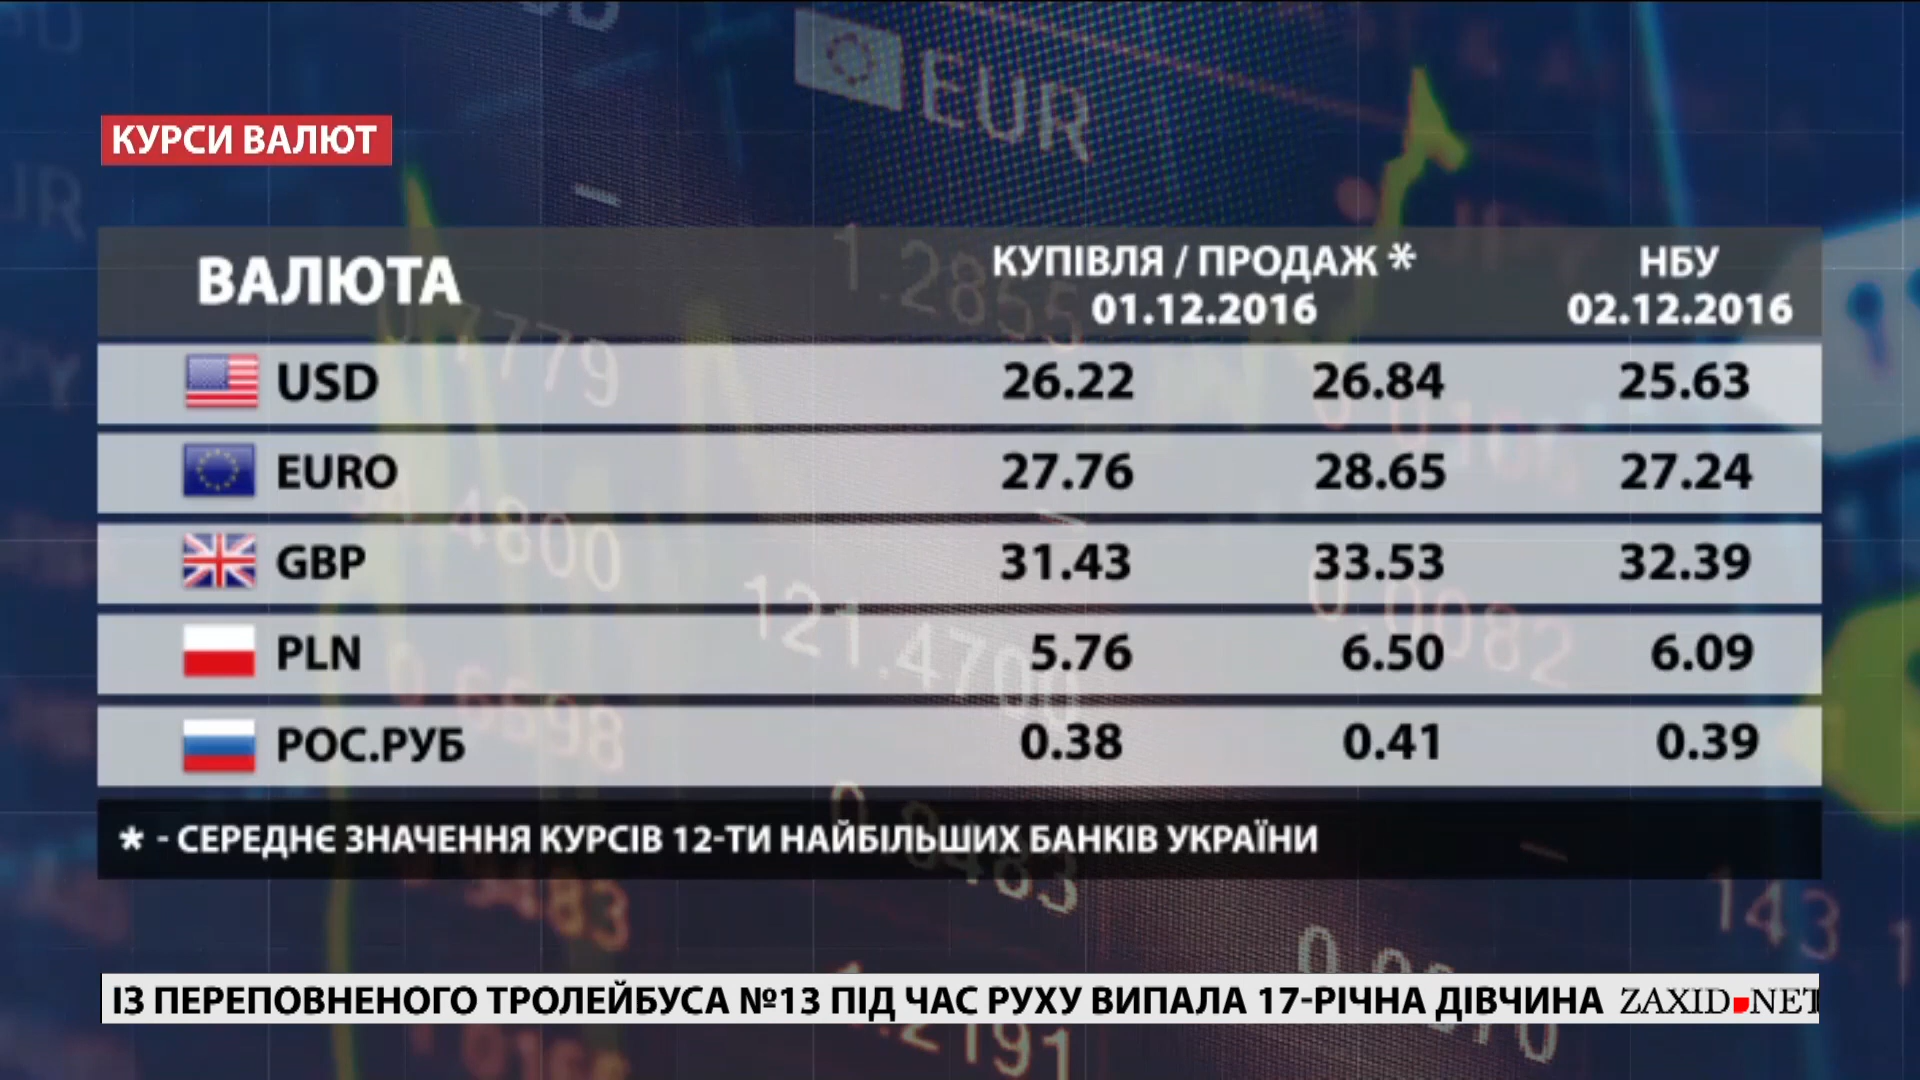 EUR
КУРСИ ВАЛЮТ
ВАЛЮТА КУПІВЛЯ / ПРОДАЖ * НБУ
01.12.2016 02.12.2016
USD 26.22 26.84 25.63
EURO 27.76 28.65 27.24
GBP 31.43 33.53 32.39
PLN 5.76 6.50 6.09
РОС.РУБ 0.38 0.41 0.39
* - СЕРЕДНЄ ЗНАЧЕННЯ КУРСІВ 12-ТИ НАЙБІЛЬШИХ БАНКІВ УКРАЇНИ
ІЗ ПЕРЕПОВНЕНОГО ТРОЛЕЙБУСА №13 ПІД ЧАС РУХУ ВИПАЛА 17-РІЧНА ДІВЧИНА ZAXID.NET